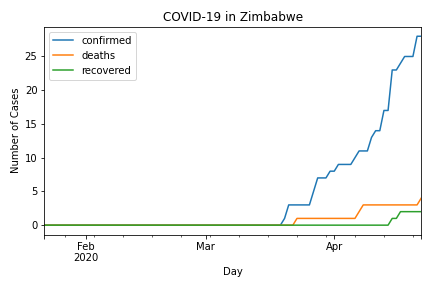 COVID-19 in Zimbabwe
confirmed
deaths
recovered
Number of Cases
25
20
15
10
5
0
Feb
2020
Mar
Apr
Day